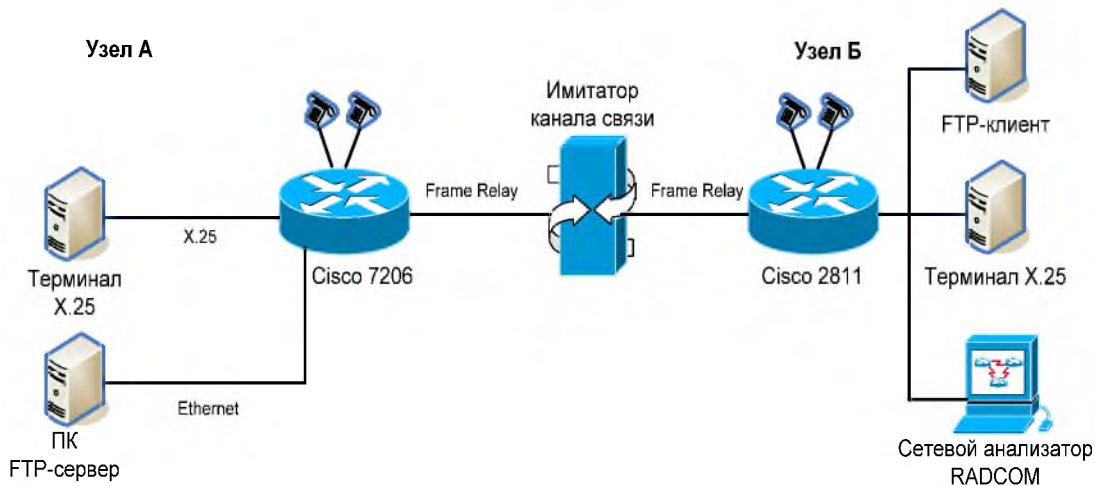 Узел А
Узел Б
Имитатор
канала связи
FTP-клиент
Frame Relay
Frame Relay
X.25
Cisco 7206
Cisco 2811
Терминал
X.25
Терминал X.25
Ethernet
ПК
FTP-сервер
Сетевой анализатор
RADCOM